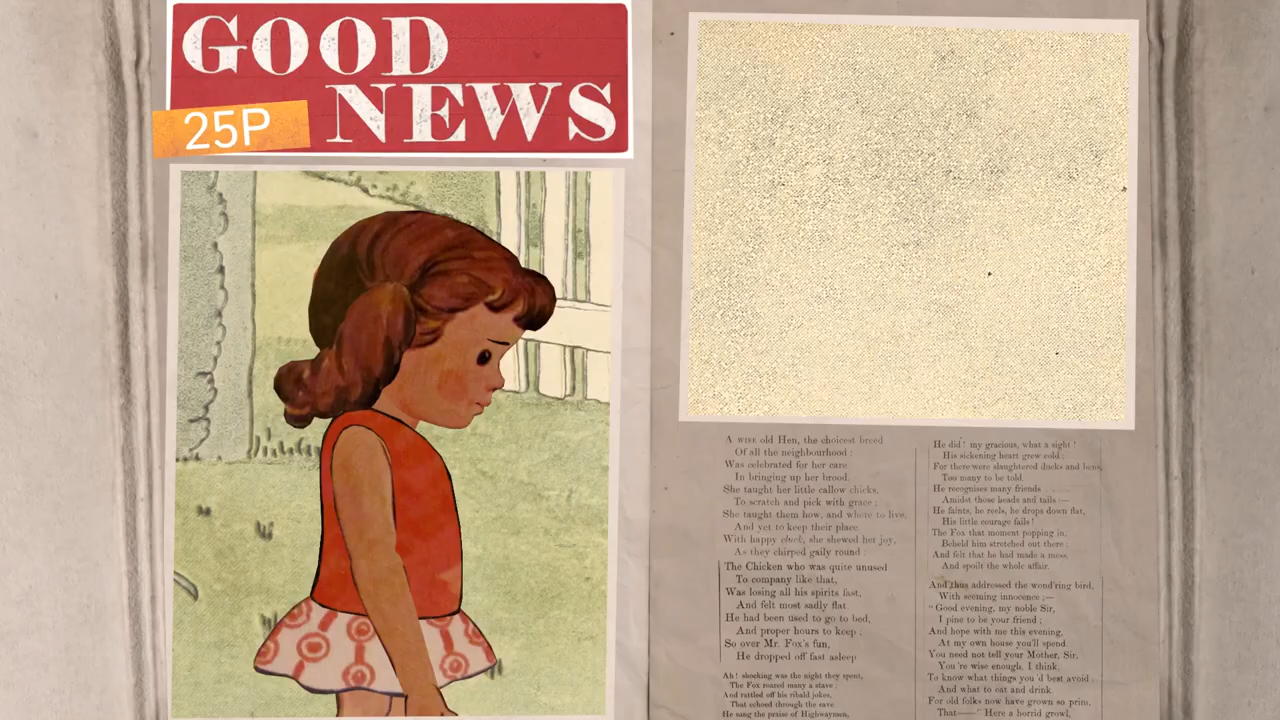 GOOD
NEWS
25P
A WISE old Hen, the choicest breed
Of all the neighbourhood :
Was celebrated for her care
In bringing up her brood.
She taught her little callow chicks,
To scratch and pick with grace ;
She taught them how, and where to live,
And yet to keep their place.
With happy cluck, she shewed her joy,
As they chirped gaily round :
The Chicken who was quite unused
To company like that,
Was losing all his spirits fast,
And felt most sadly flat.
He had been used to go to bed,
And proper hours to keep ;
So over Mr. Fox's fun,
He dropped off fast asleep
Ah ! shocking was the night they spent,
The Fox roared many a stave ;
And rattled off his ribald jokes,
That echoed through the cave
He sang the praise of Highwaymen,
He did ! my gracious, what a sight !
His sickening heart grew cold ;
For there were slaughtered ducks and hens,
Too many to be told.
He recognises many friends
Amidst those heads and tails :—
He faints, he reels, he drops down flat,
His little courage fails !
The Fox that moment popping in,
Beheld him stretched out there ;
And felt that he had made a mess,
And spoilt the whole affair.
And thus addressed the wond'ring bird,
With seeming innocence ;—
" Good evening, my noble Sir,
I pine to be your friend ;
And hope with me this evening,
At my own house you'll spend.
You need not tell your Mother, Sir,
You're wise enough, I think,
To know what things you'd best avoid ;
And what to eat and drink.
For old folks now have grown so prim,
That——" Here a horrid growl,